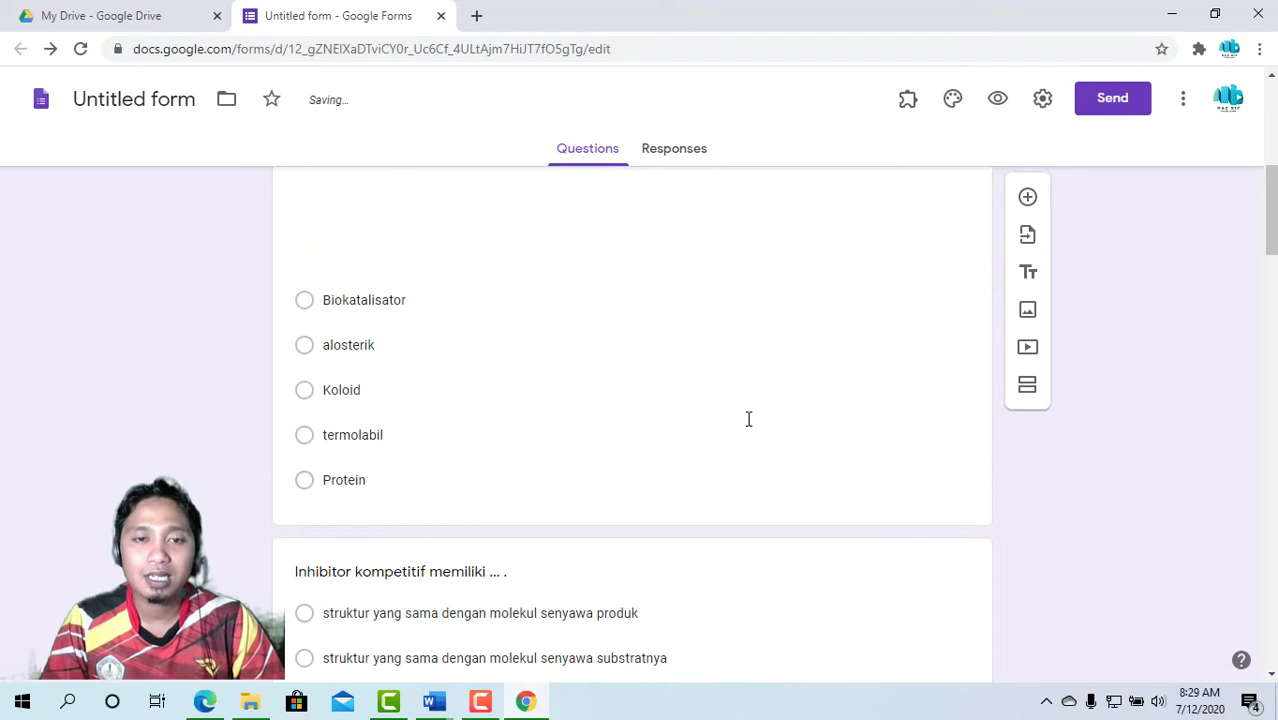 My Drive - Google Drive
Untitled form - Google Forms
docs.google.com/forms/d/12_gZNElXaDTviCY0r_Uc6Cf_4ULtAjm7HiJT7fO5gTg/edit
Untitled form
Saving...
Send
Questions
Responses
Biokatalisator
alosterik
Koloid
termolabil
Protein
Inhibitor kompetitif memiliki ... .
struktur yang sama dengan molekul senyawa produk
struktur yang sama dengan molekul senyawa substratnya
8:29 AM
7/12/2020
4